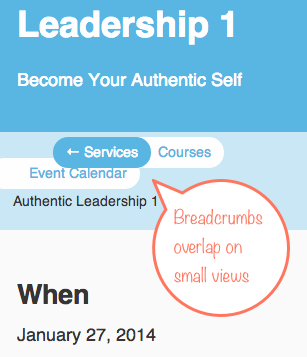 Leadership 1
Become Your Authentic Self
← Services Courses
Event Calendar
Authentic Leadership 1
Breadcrumbs
overlap on
small views
When
January 27, 2014